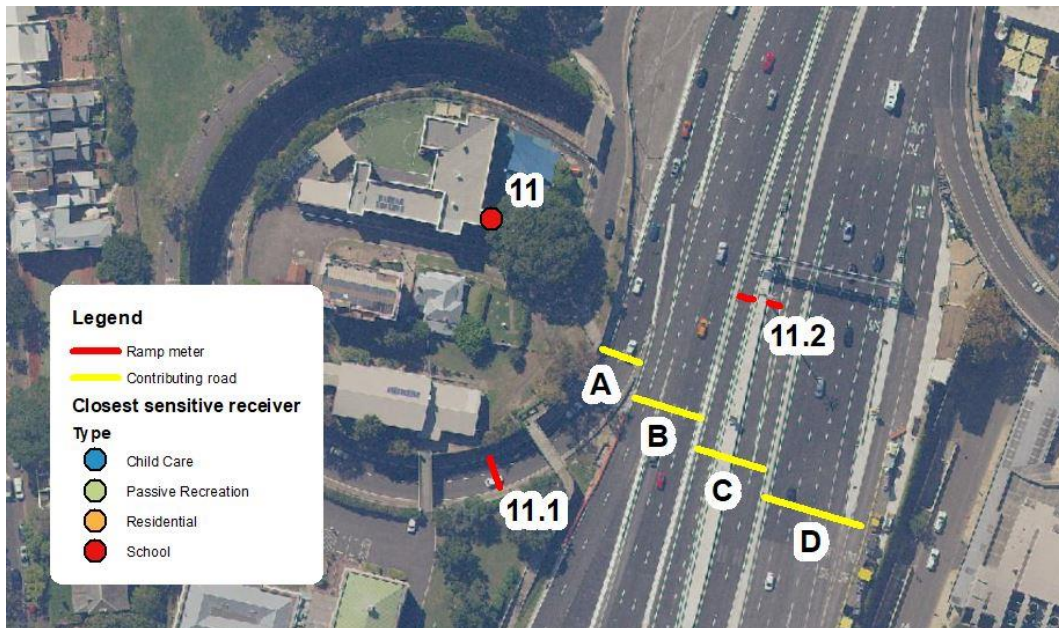 11
11.2
A
B
C
D
11.1
Legend
Ramp meter
Contributing road
Closest sensitive receiver
Type
Child Care
Passive Recreation
Residential
School